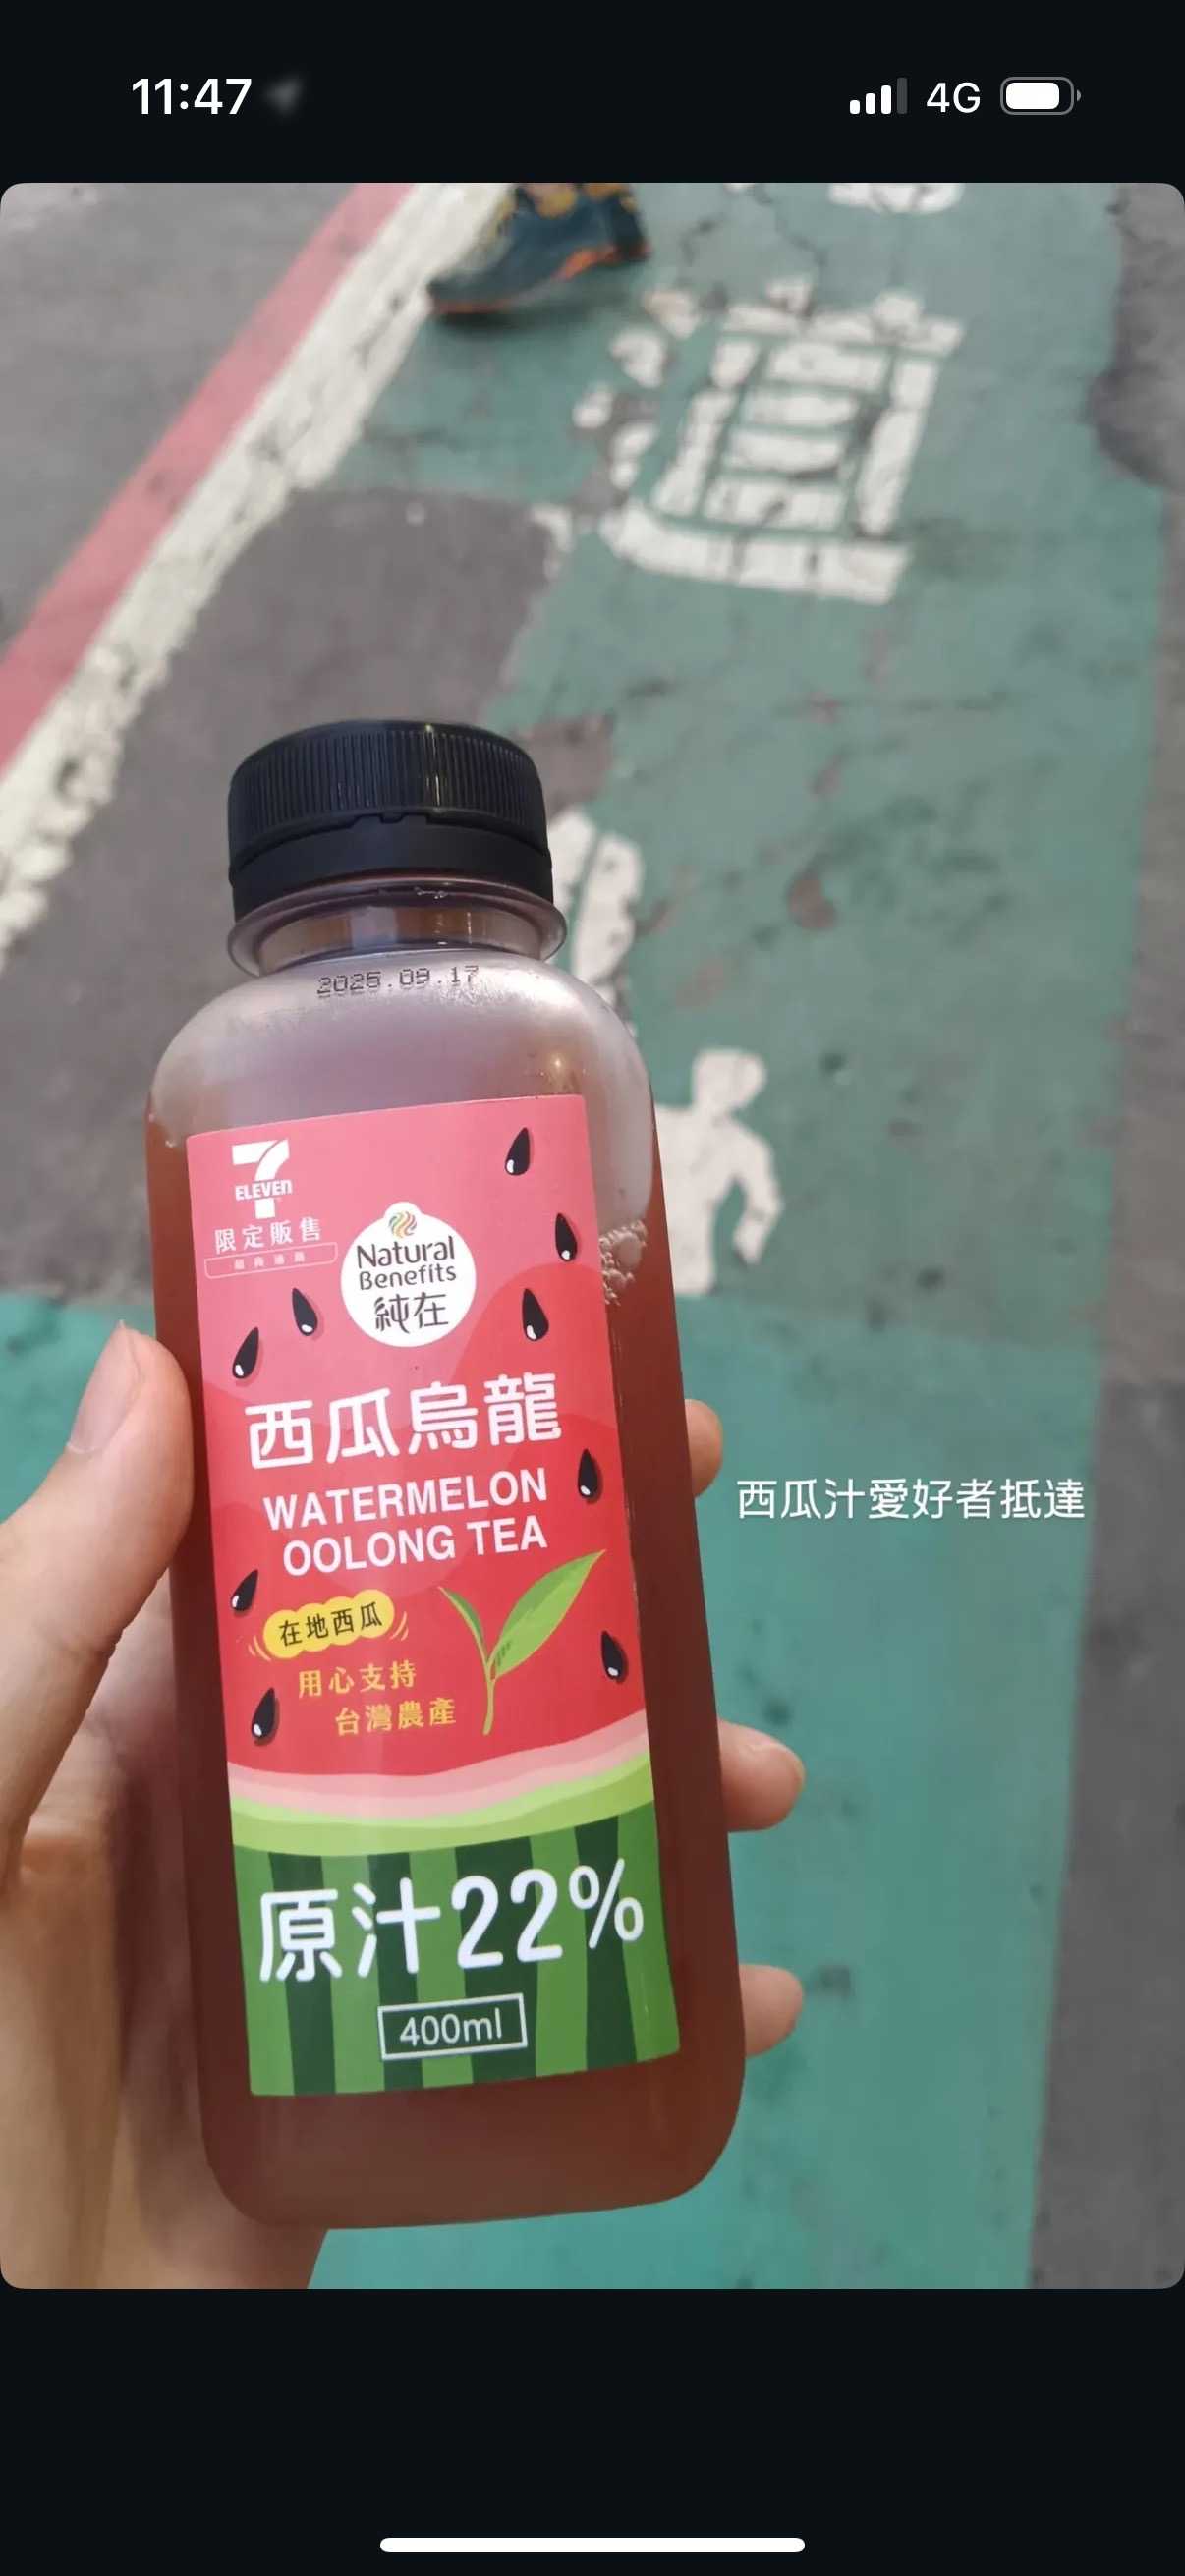 11:47
4G
道
2025.09.17
7
ELEVEn
限定販售
Natural
Benefits
純在
西瓜烏龍
WATERMELON
OOLONG TEA
西瓜汁愛好者抵達
在地西瓜
用心支持
台灣農產
原汁22%
400ml